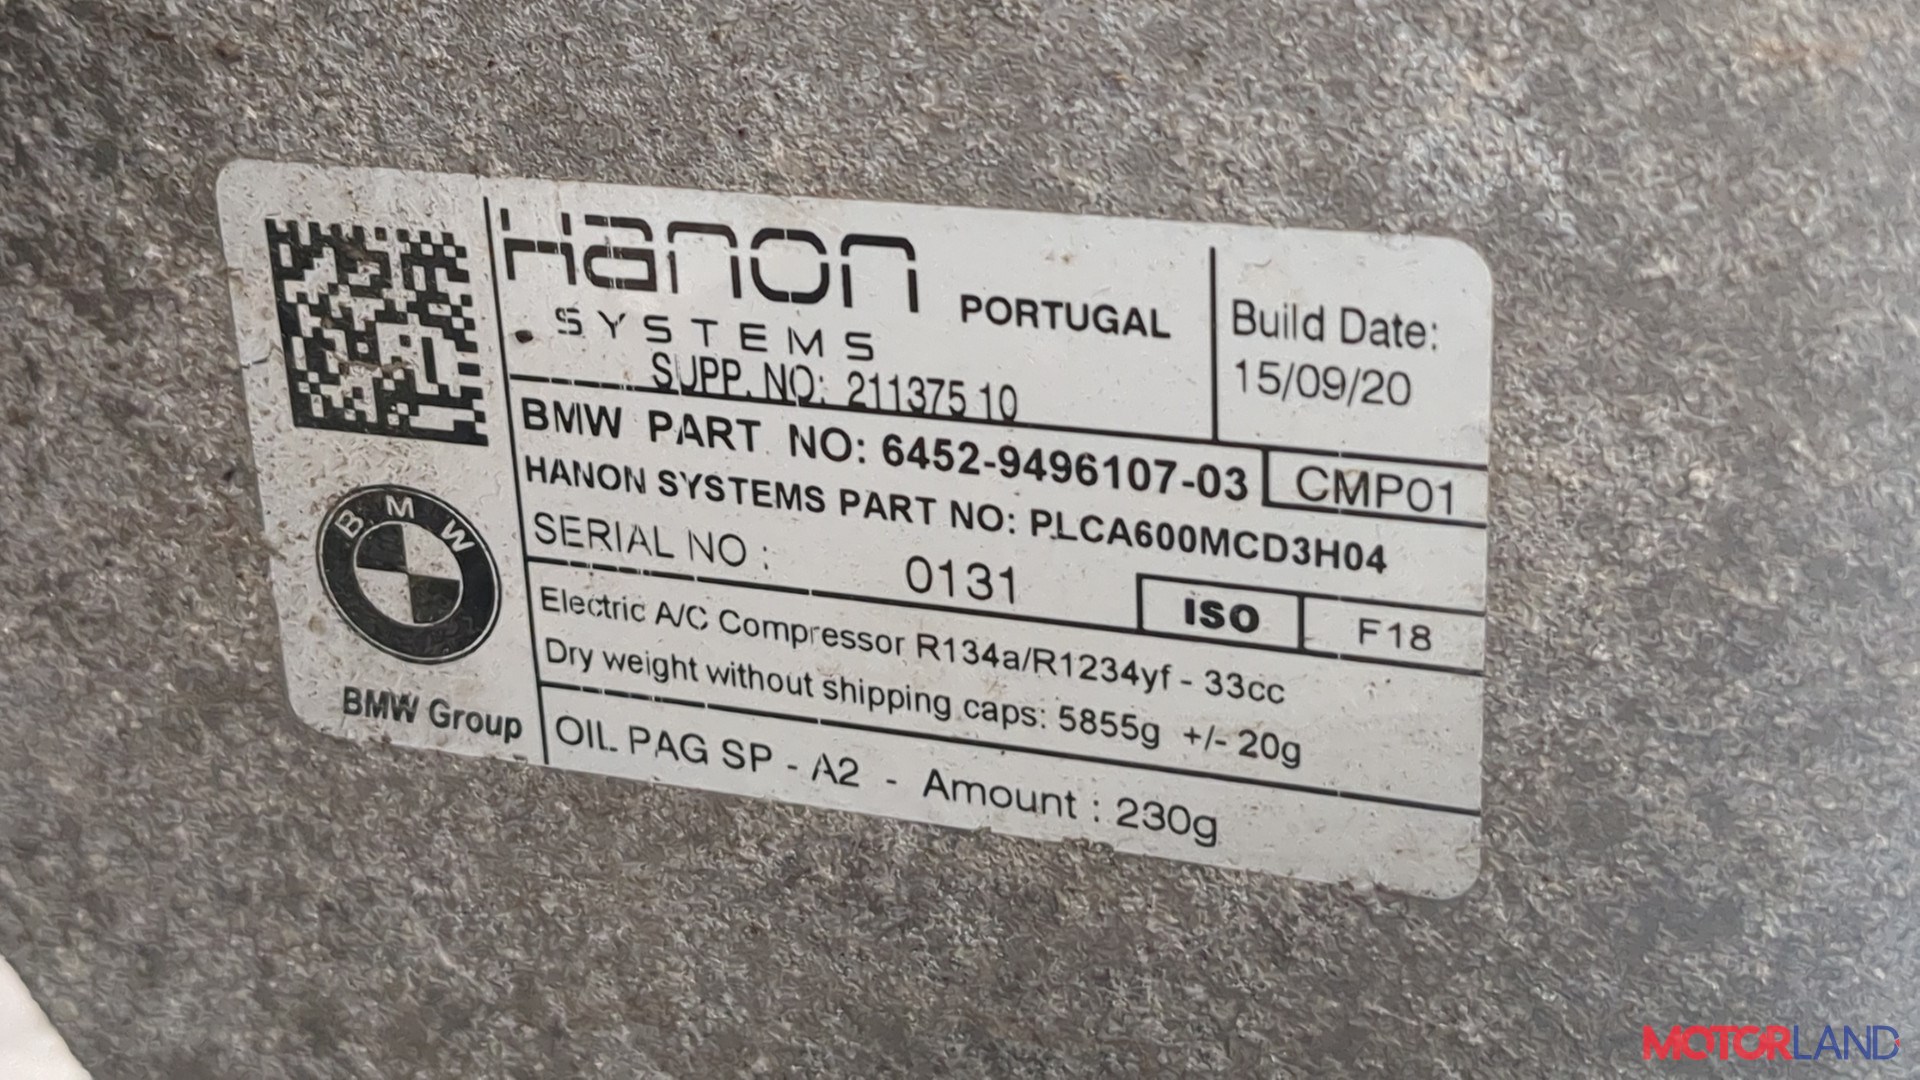 Hanon
SYSTEMS
PORTUGAL
SUPP. NO: 211375 10
Build Date:
15/09/20
BMW PART NO: 6452-9496107-03
CMP01
HANON SYSTEMS PART NO: PLCA600MCD3H04
SERIAL NO : 0131
ISO
F18
Electric A/C Compressor R134a/R1234yf - 33cc
Dry weight without shipping caps: 5855g +/- 20g
OIL PAG SP - A2 - Amount : 230g
BMW
BMW Group
MOTORLAND